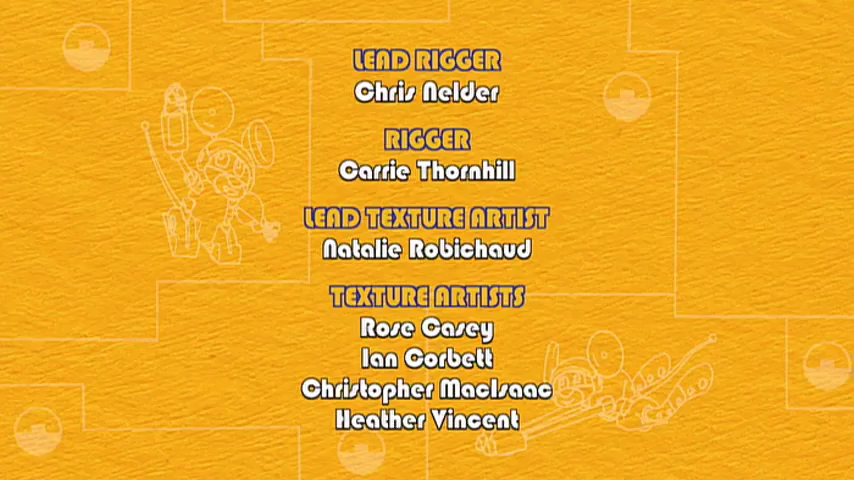 LEAD RIGGER
Chris Nelder
RIGGER
Carrie Thornhill
LEAD TEXTURE ARTIST
Natalie Robichaud
TEXTURE ARTISTS
Rose Casey
Ian Corbett
Christopher MacIsaac
Heather Vincent